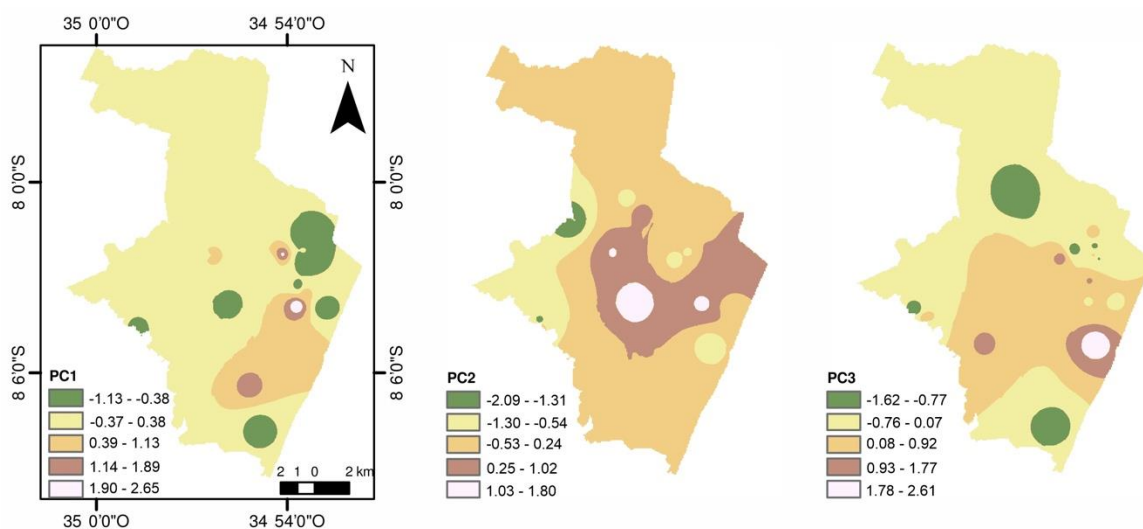 35 0'0"O
34 54'0"O
N
8 0'0"S
8 0'0"S
8 6'0"S
8 6'0"S
PC1
-1.13 - -0.38
-0.37 - 0.38
0.39 - 1.13
1.14 - 1.89
1.90 - 2.65
2 1 0 2 km
35 0'0"O
34 54'0"O
PC2
-2.09 - -1.31
-1.30 - -0.54
-0.53 - 0.24
0.25 - 1.02
1.03 - 1.80
PC3
-1.62 - -0.77
-0.76 - 0.07
0.08 - 0.92
0.93 - 1.77
1.78 - 2.61